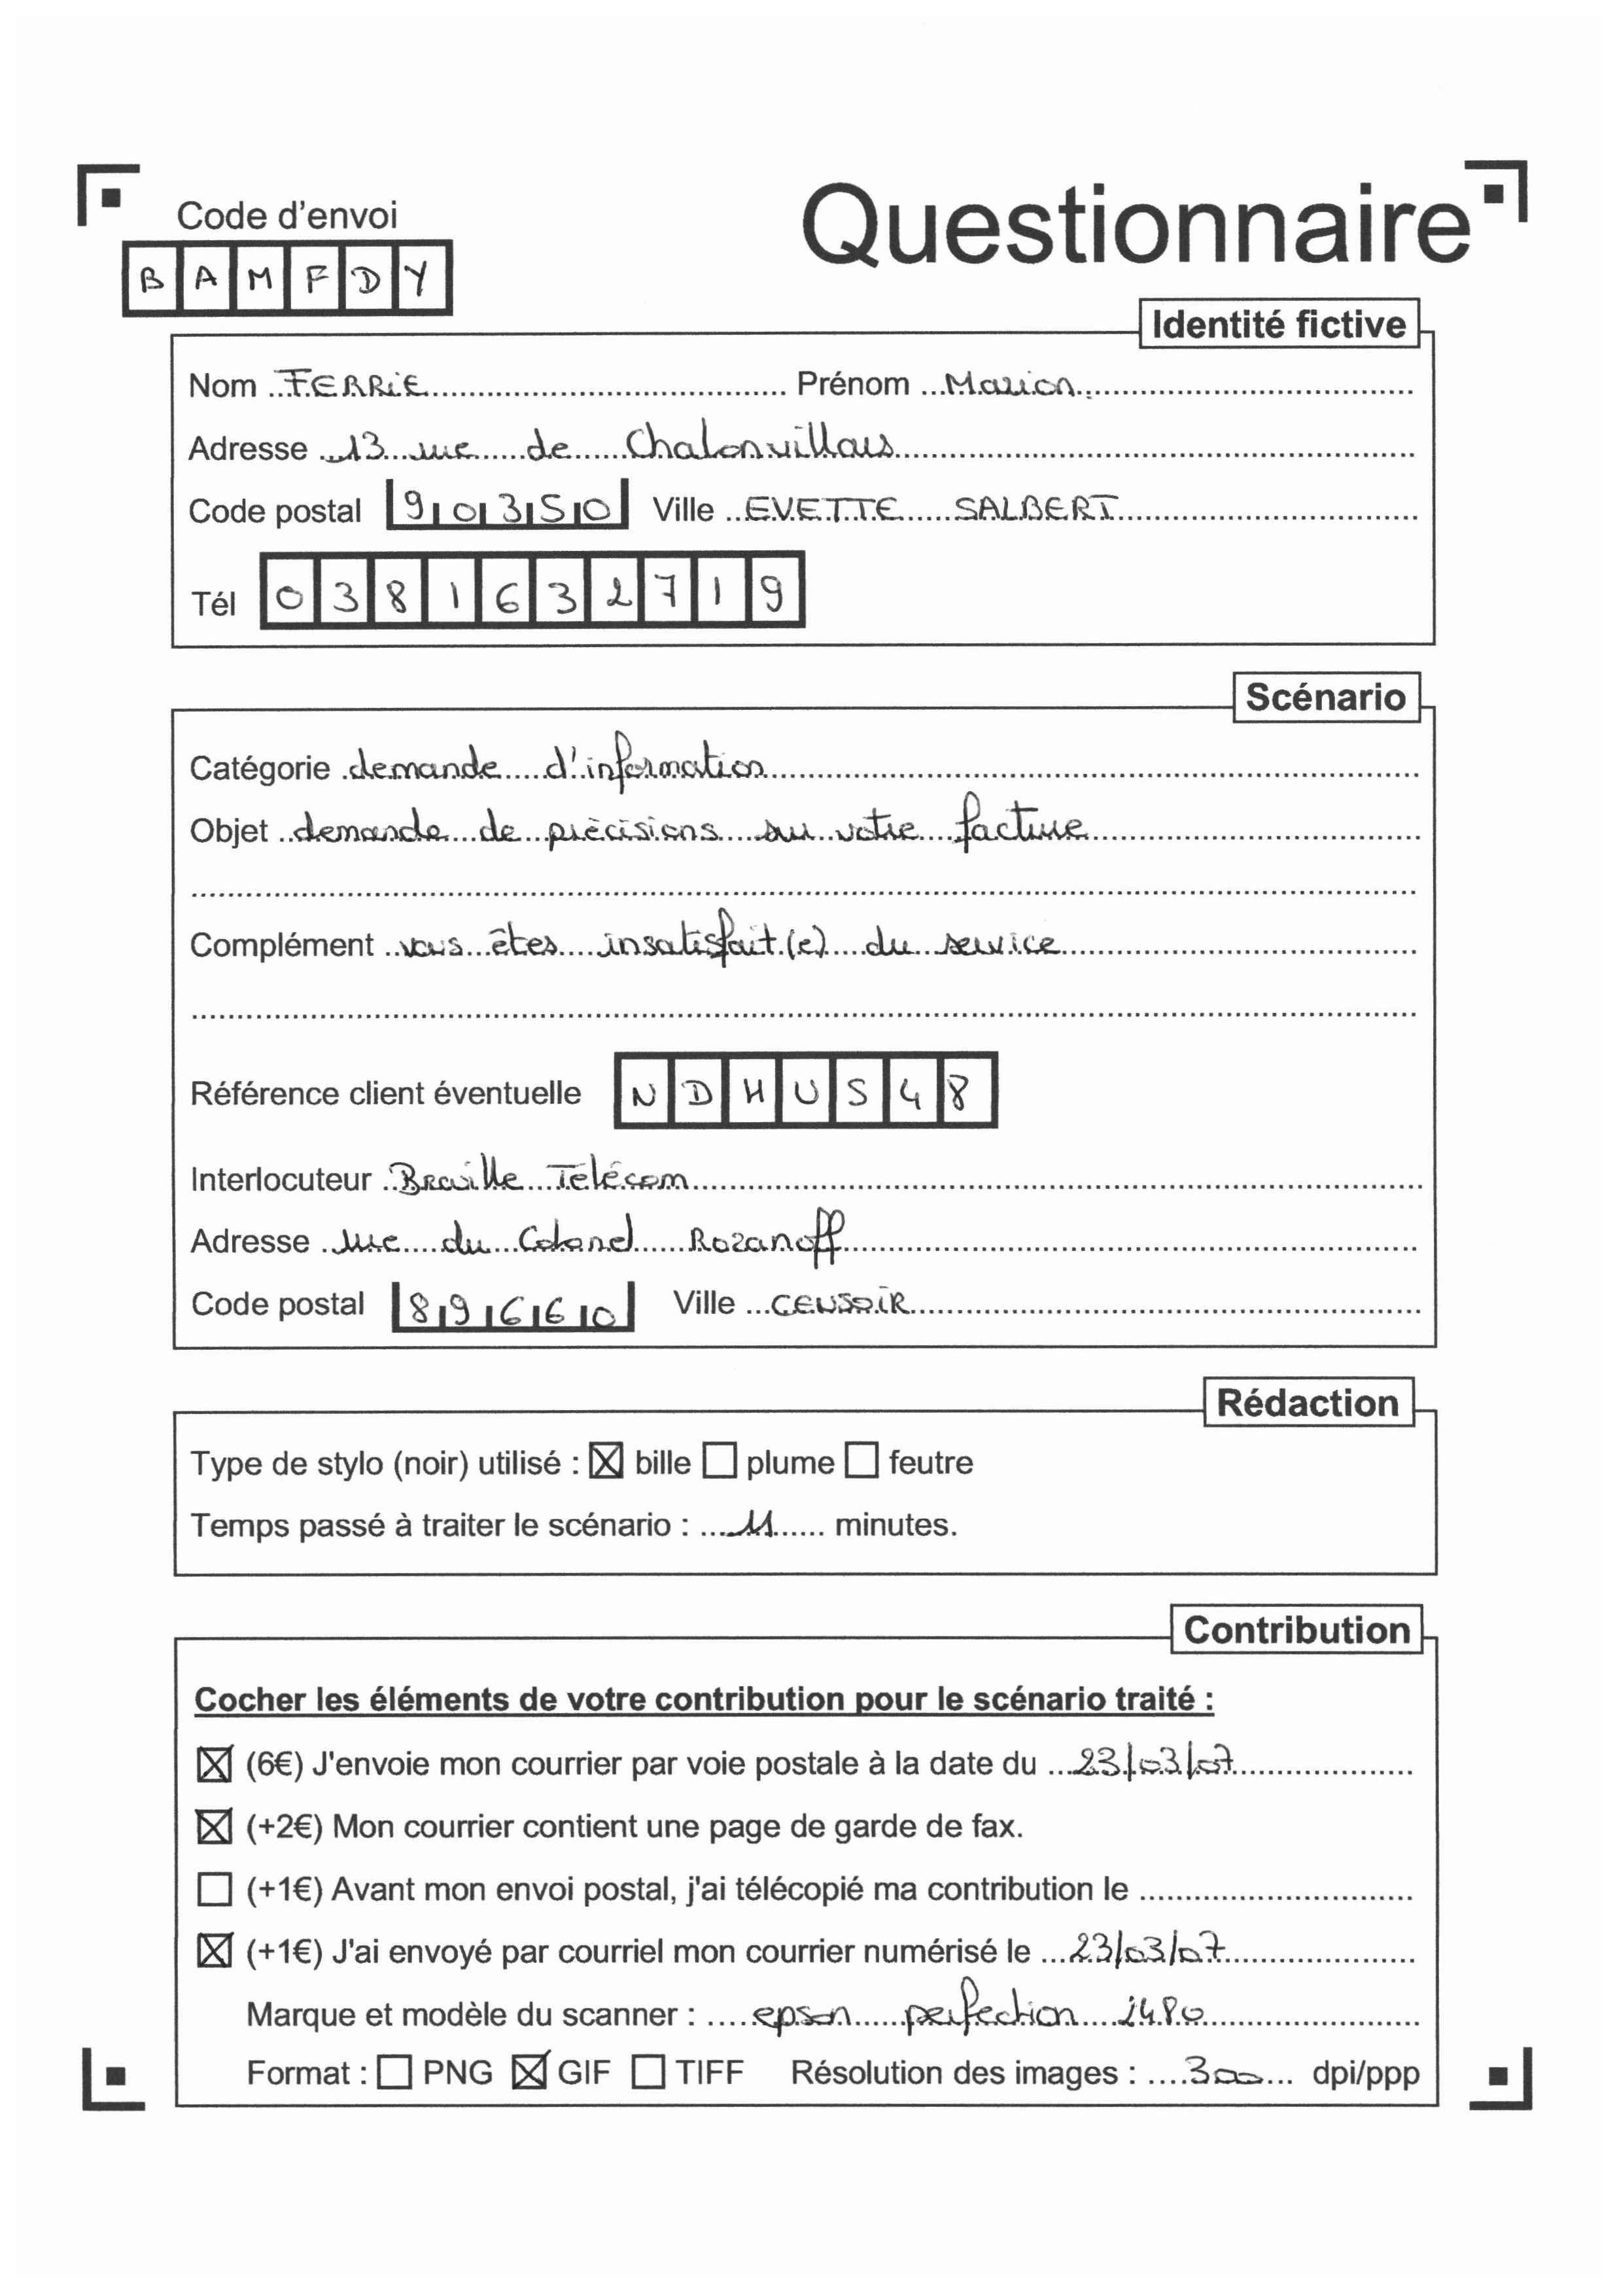 Questionnaire
Code d'envoi
BAMFDY
Identité fictive
Nom FERRIE Prénom Marion
Adresse 13 rue de Chalonvillars
Code postal 90350 Ville EVETTE SALBERT
Tél 0381632719
Scénario
Catégorie demande d'information
Objet demande de précisions sur votre facture
Complément vous êtes insatisfait(e) du service
Référence client éventuelle NDHUS48
Interlocuteur Braille Télécom
Adresse rue du Colonel Rozanoff
Code postal 89660 Ville
Rédaction
Type de stylo (noir) utilisé : ☒ bille ☐ plume ☐ feutre
Temps passé à traiter le scénario : 11 minutes.
Contribution
Cocher les éléments de votre contribution pour le scénario traité :
☒ (6€) J'envoie mon courrier par voie postale à la date du 23/03/07
☒ (+2€) Mon courrier contient une page de garde de fax.
☐ (+1€) Avant mon envoi postal, j'ai télécopié ma contribution le
☒ (+1€) J'ai envoyé par courriel mon courrier numérisé le 23/03/07
Marque et modèle du scanner : epson perfection 2480
Format : ☐ PNG ☒ GIF ☐ TIFF Résolution des images : 300 dpi/ppp